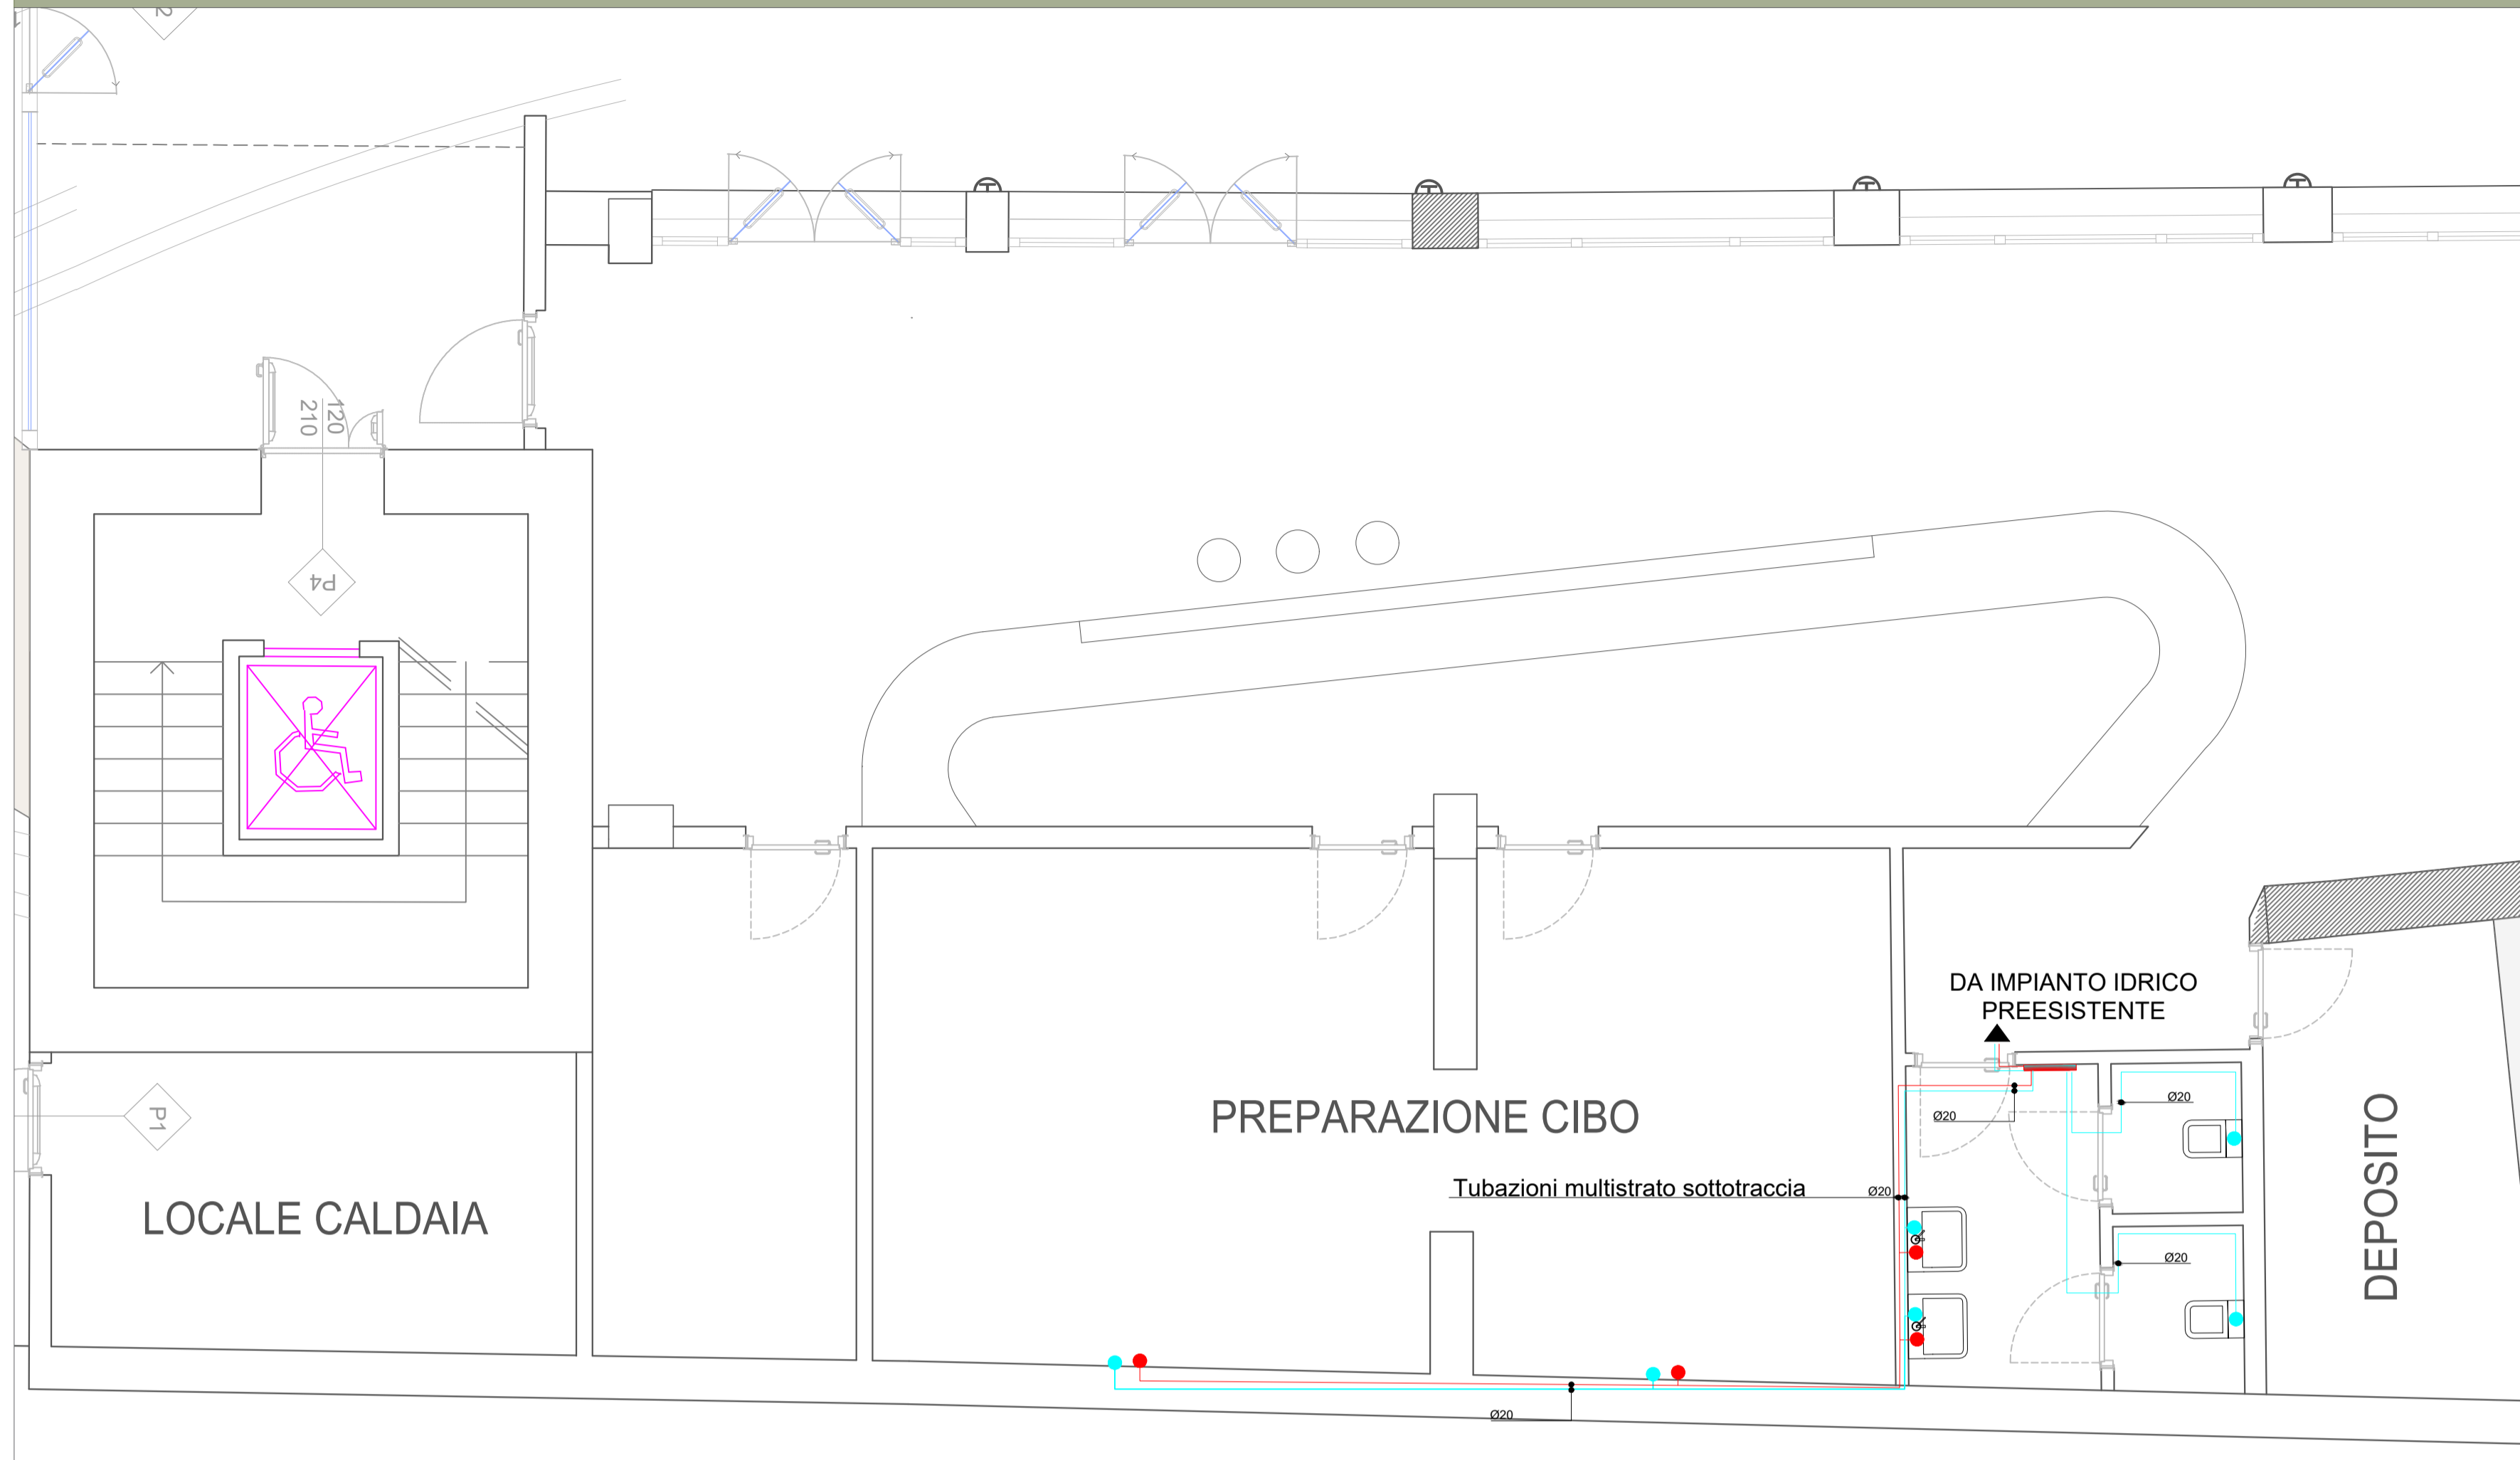 210
120
P4
DA IMPIANTO IDRICO
PREESISTENTE
Ø20
Ø20
PREPARAZIONE CIBO
P1
DEPOSITO
Tubazioni multistrato sottotraccia Ø20
LOCALE CALDAIA
Ø20
Ø20